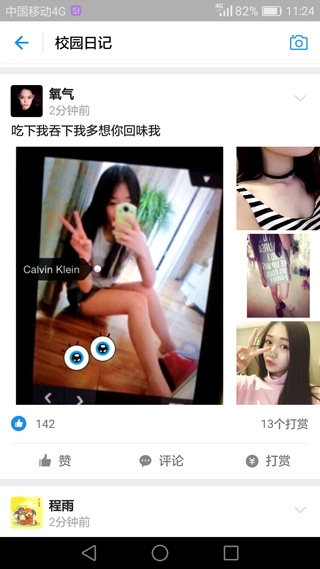 中国移动4G 4G 82% 11:24
校园日记
氧气
2分钟前
吃下我吞下我多想你回味我
Calvin Klein
142 13个打赏
赞 评论 打赏
程雨
2分钟前